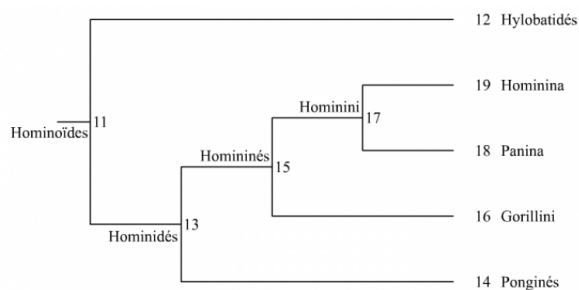 12 Hylobatidés
19 Hominina
Hominini
17
11
Hominoïdes
18 Panina
Homininés
15
16 Gorillini
13
Hominidés
14 Ponginés